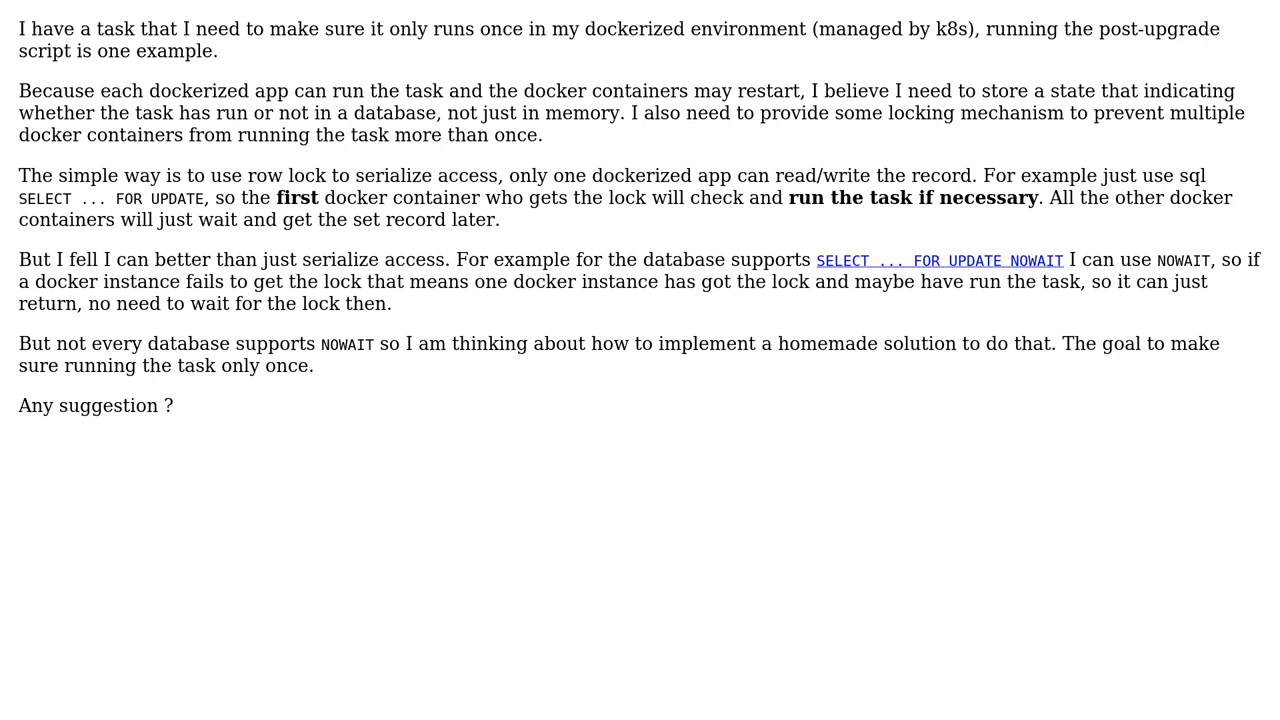 I have a task that I need to make sure it only runs once in my dockerized environment (managed by k8s), running the post-upgrade
script is one example.
Because each dockerized app can run the task and the docker containers may restart, I believe I need to store a state that indicating
whether the task has run or not in a database, not just in memory. I also need to provide some locking mechanism to prevent multiple
docker containers from running the task more than once.
The simple way is to use row lock to serialize access, only one dockerized app can read/write the record. For example just use sql
SELECT ... FOR UPDATE, so the first docker container who gets the lock will check and run the task if necessary. All the other docker
containers will just wait and get the set record later.
But I fell I can better than just serialize access. For example for the database supports SELECT ... FOR UPDATE NOWAIT I can use NOWAIT, so if
a docker instance fails to get the lock that means one docker instance has got the lock and maybe have run the task, so it can just
return, no need to wait for the lock then.
But not every database supports NOWAIT so I am thinking about how to implement a homemade solution to do that. The goal to make
sure running the task only once.
Any suggestion ?